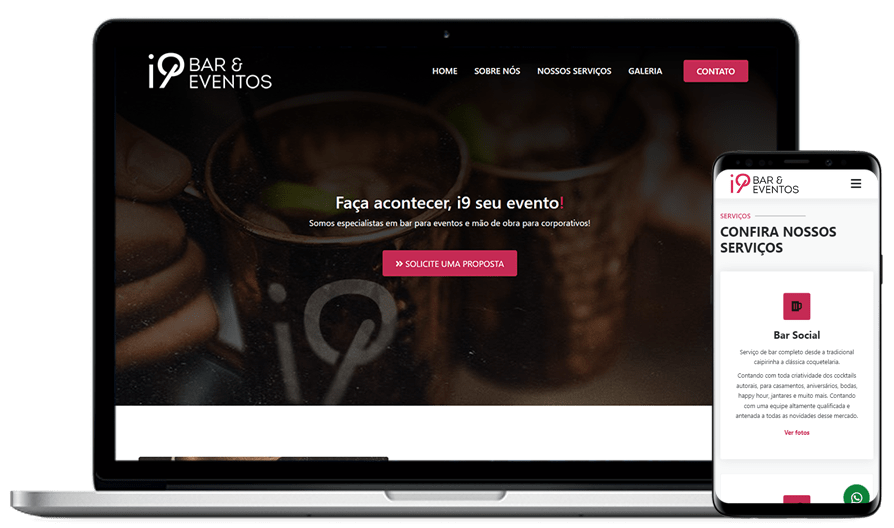 i9 BAR &
EVENTOS
HOME SOBRE NÓS NOSSOS SERVIÇOS GALERIA CONTATO
Faça acontecer, i9 seu evento!
Somos especialistas em bar para eventos e mão de obra para corporativos!
» SOLICITE UMA PROPOSTA
i9
i9 BAR &
EVENTOS
SERVIÇOS
CONFIRA NOSSOS
SERVIÇOS
Bar Social
Serviço de bar completo desde a tradicional
caipirinha a clássica coquetelaria.
Contando com toda criatividade dos cocktails
autorais, para casamentos, aniversários, bodas,
happy hour, jantares e muito mais. Contando
com uma equipe altamente qualificada e
antenada a todas as novidades desse mercado.
Ver fotos